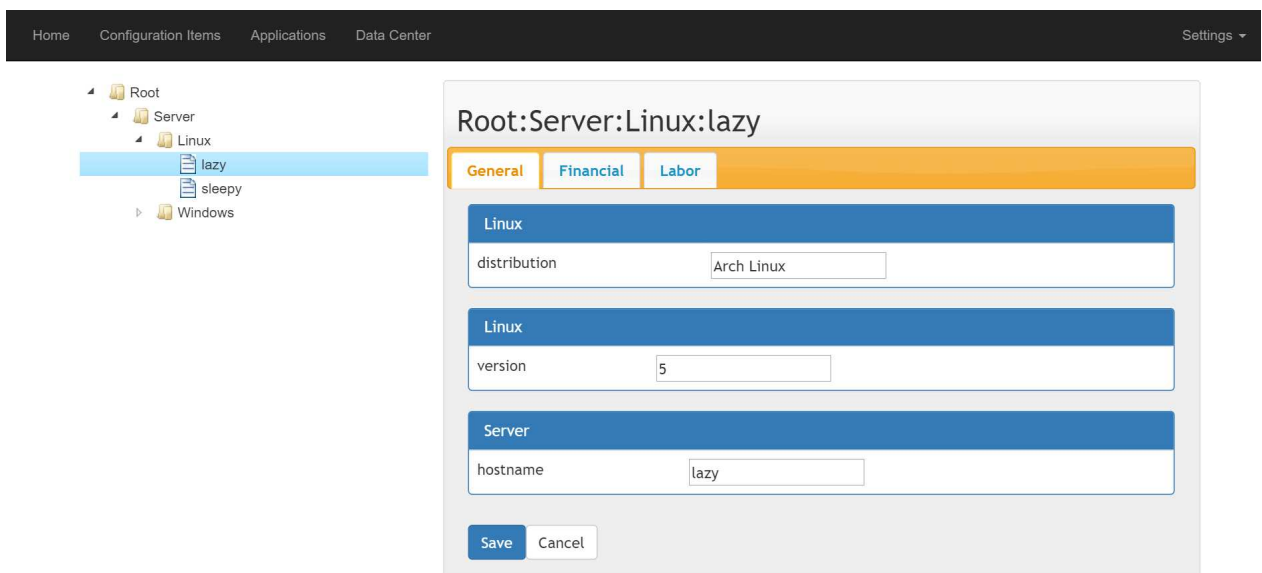 Home Configuration Items Applications Data Center Settings
Root
Server
Linux
lazy
sleepy
Windows
Root:Server:Linux:lazy
General Financial Labor
Linux
distribution Arch Linux
Linux
version 5
Server
hostname lazy
Save Cancel